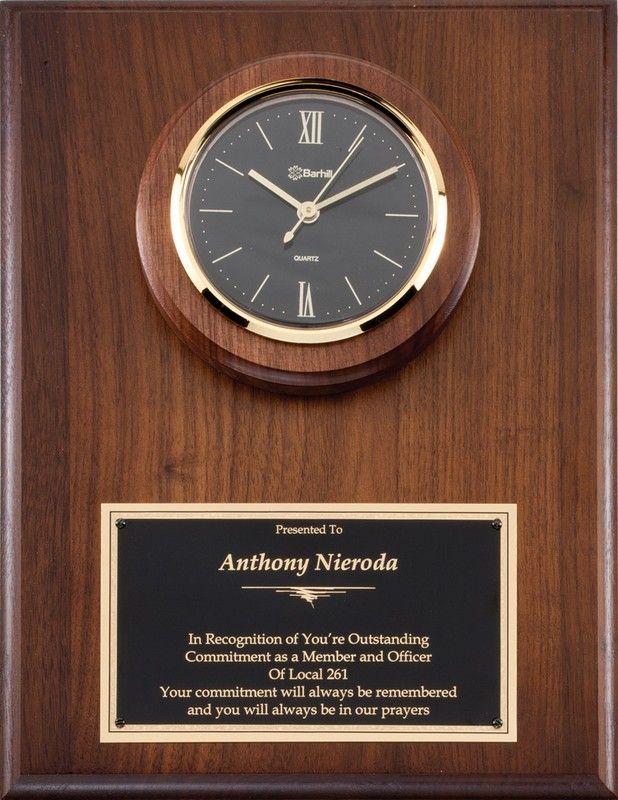 XII
Barhill
QUARTZ
VI
Presented To
Anthony Nieroda
In Recognition of You're Outstanding
Commitment as a Member and Officer
Of Local 261
Your commitment will always be remembered
and you will always be in our prayers